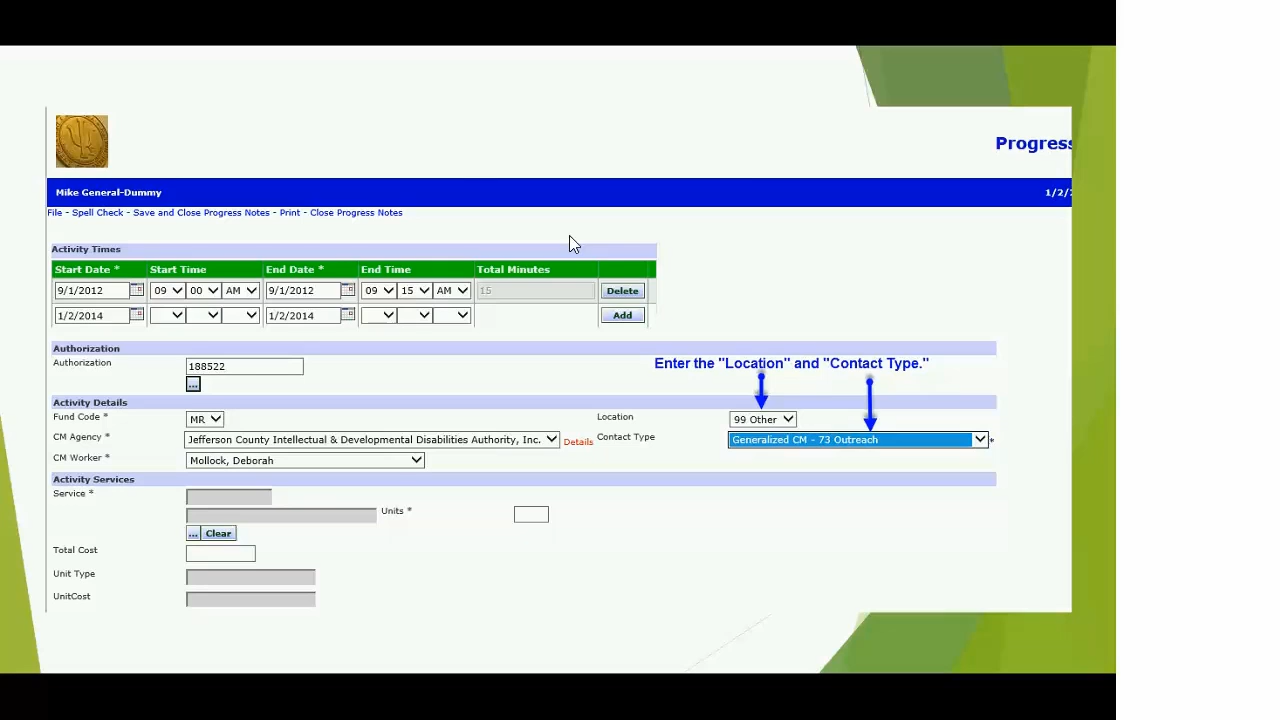 Progress
Mike General-Dummy 1/2/
File - Spell Check - Save and Close Progress Notes - Print - Close Progress Notes
Activity Times
Start Date * Start Time End Date * End Time Total Minutes
9/1/2012 09 00 AM 9/1/2012 09 15 AM 15 Delete
1/2/2014 1/2/2014 Add
Authorization
Authorization 188522
...
Enter the "Location" and "Contact Type."
Activity Details
Fund Code * MR Location 99 Other
CM Agency * Jefferson County Intellectual & Developmental Disabilities Authority, Inc. Details Contact Type Generalized CM - 73 Outreach *
CM Worker * Mollock, Deborah
Activity Services
Service *
Units *
... Clear
Total Cost
Unit Type
UnitCost